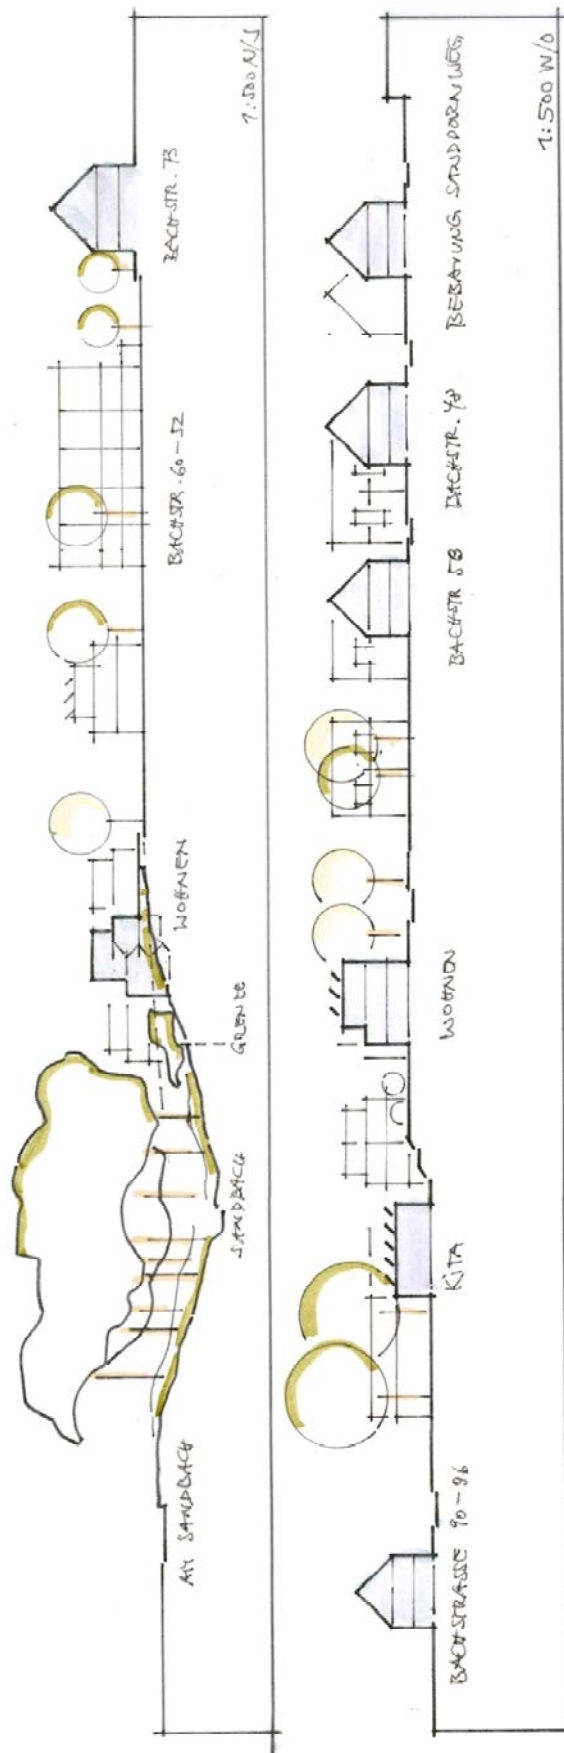 AM SANDBACH
SANDBACH
GRENZE
WOHNEN
BACHSTR. 60-52
BACHSTR. 73
1:500 N/S
BACHSTRASSE 90-96
KITA
WOHNEN
BACHSTR 58
BACHSTR. 48
BEBAUUNG SANDDORNWEG
1:500 W/O